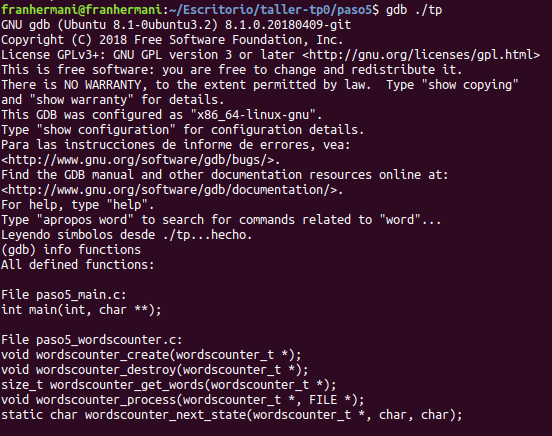 franhermani@franhermani:~/Escritorio/taller-tp0/paso5$ gdb ./tp
GNU gdb (Ubuntu 8.1-0ubuntu3.2) 8.1.0.20180409-git
Copyright (C) 2018 Free Software Foundation, Inc.
License GPLv3+: GNU GPL version 3 or later <http://gnu.org/licenses/gpl.html>
This is free software: you are free to change and redistribute it.
There is NO WARRANTY, to the extent permitted by law.  Type "show copying"
and "show warranty" for details.
This GDB was configured as "x86_64-linux-gnu".
Type "show configuration" for configuration details.
Para las instrucciones de informe de errores, vea:
<http://www.gnu.org/software/gdb/bugs/>.
Find the GDB manual and other documentation resources online at:
<http://www.gnu.org/software/gdb/documentation/>.
For help, type "help".
Type "apropos word" to search for commands related to "word"...
Leyendo símbolos desde ./tp...hecho.
(gdb) info functions
All defined functions:

File paso5_main.c:
int main(int, char **);

File paso5_wordscounter.c:
void wordscounter_create(wordscounter_t *);
void wordscounter_destroy(wordscounter_t *);
size_t wordscounter_get_words(wordscounter_t *);
void wordscounter_process(wordscounter_t *, FILE *);
static char wordscounter_next_state(wordscounter_t *, char, char);